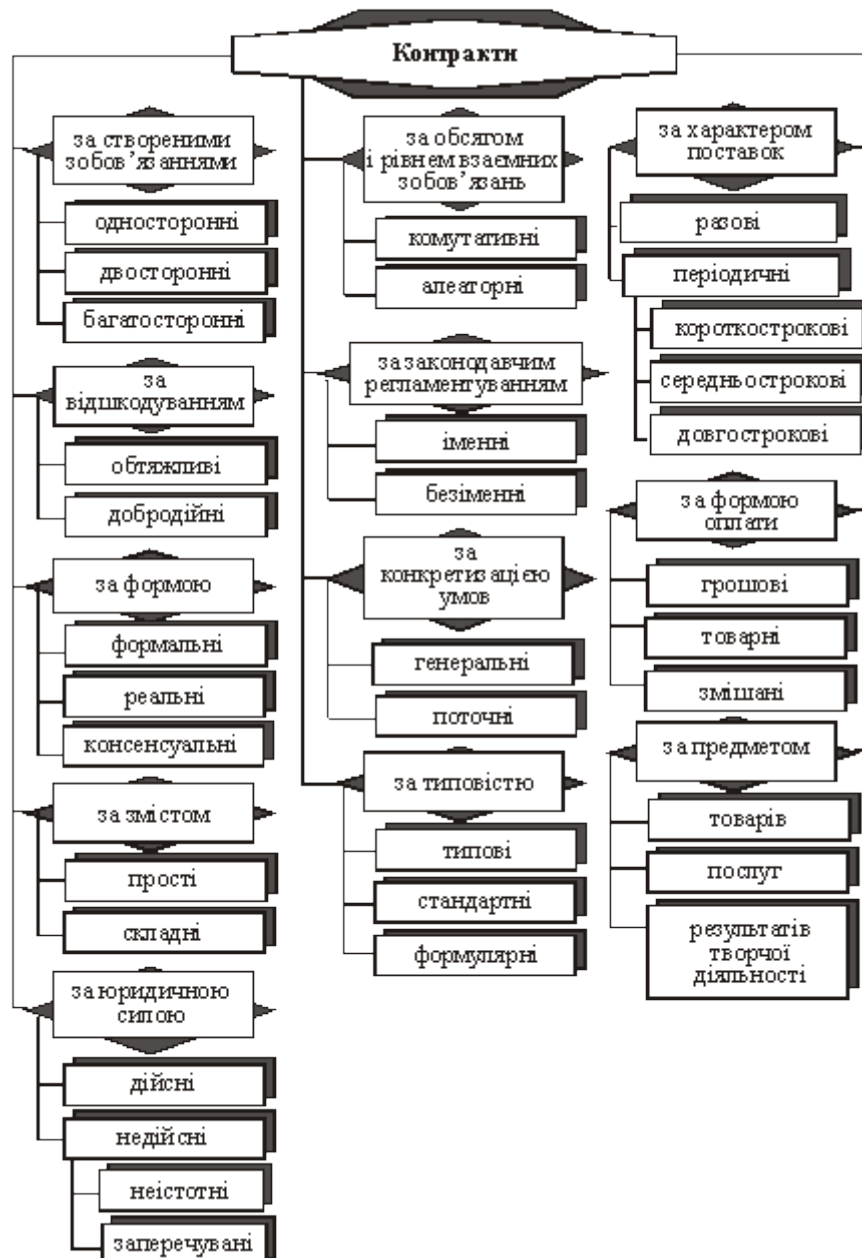 Контракти
за створеними
зобов’язаннями
односторонні
двосторонні
багатосторонні
за
відшкодуванням
обтяжливі
добродійні
за формою
формальні
реальні
консенсуальні
за змістом
прості
складні
за юридичною
силою
дійсні
недійсні
неістотні
заперечувані
за обсягом
і рівнем взаємних
зобов’язань
комутативні
алеаторні
за законодавчим
регламентуванням
іменні
безіменні
за
конкретизацією
умов
генеральні
поточні
за типовістю
типові
стандартні
формулярні
за характером
поставок
разові
періодичні
короткострокові
середньострокові
довгострокові
за формою
оплати
грошові
товарні
змішані
за предметом
товарів
послуг
результатів
творчої
діяльності